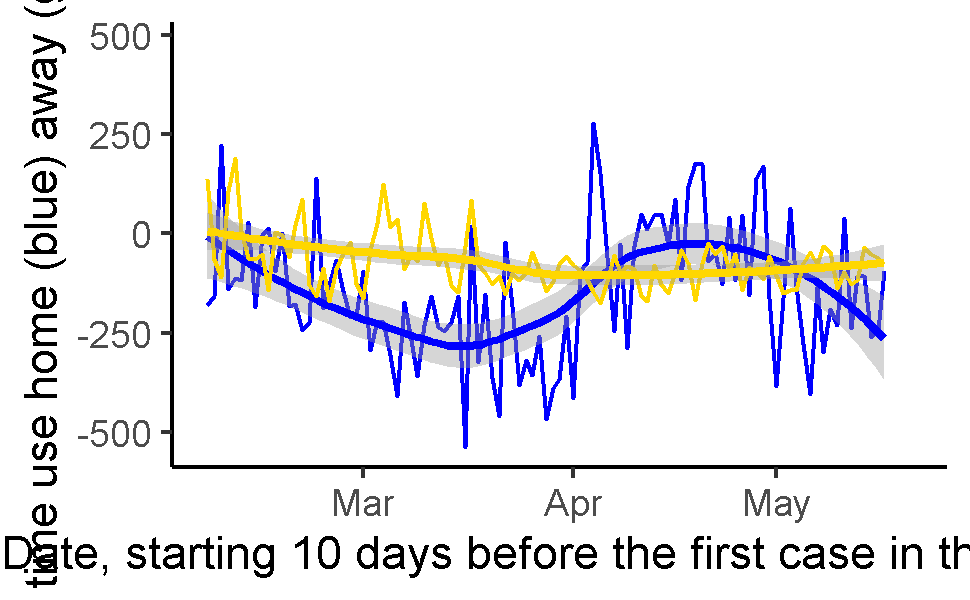 time use home (blue) away (g
500
250
0
-250
-500
Mar Apr May
Date, starting 10 days before the first case in th